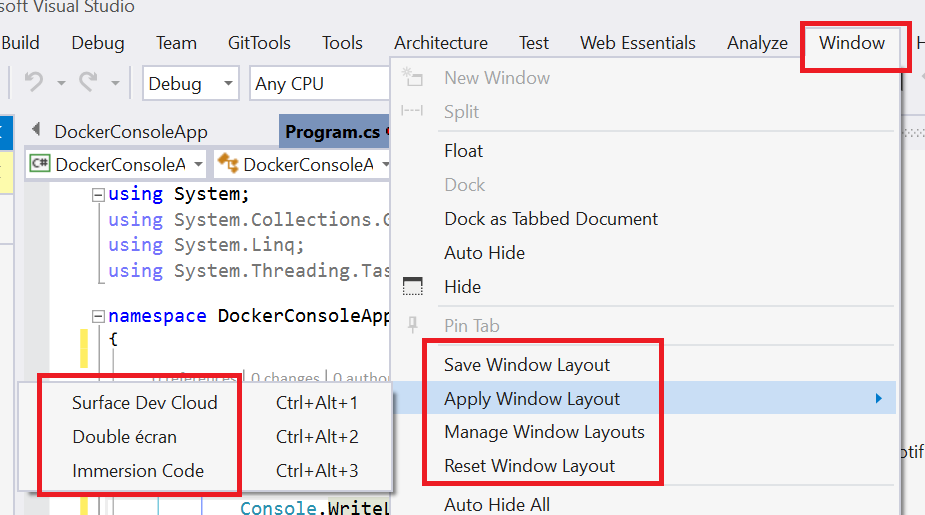 soft Visual Studio
Build Debug Team GitTools Tools Architecture Test Web Essentials Analyze Window
Debug Any CPU
DockerConsoleApp Program.cs
C# DockerConsoleA DockerConsoleA
using System;
using System.Collections.G
using System.Linq;
using System.Threading.Tas
namespace DockerConsoleApp
{
0 references | 0 changes | 0 autho
Console.WriteL
New Window
Split
Float
Dock
Dock as Tabbed Document
Auto Hide
Hide
Pin Tab
Save Window Layout
Apply Window Layout
Manage Window Layouts
Reset Window Layout
Auto Hide All
Surface Dev Cloud Ctrl+Alt+1
Double écran Ctrl+Alt+2
Immersion Code Ctrl+Alt+3
otif